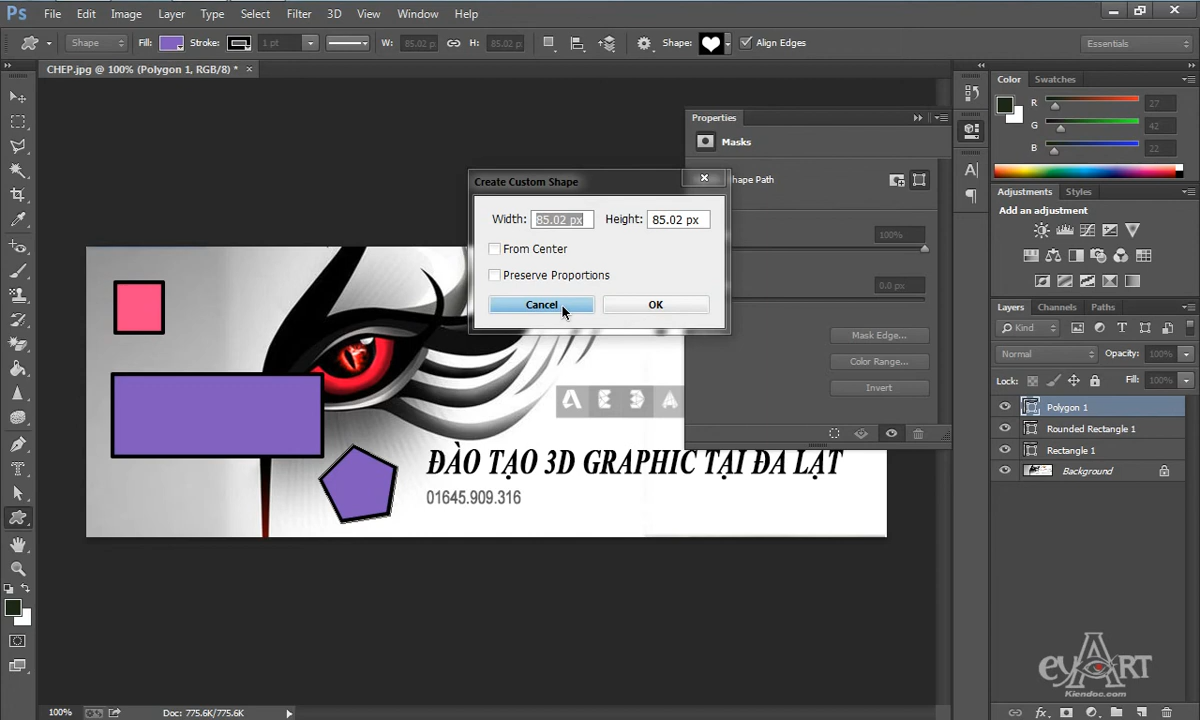 Ps File Edit Image Layer Type Select Filter 3D View Window Help
Shape Fill: Stroke: 1 pt W: 85.02 p H: 85.02 p Shape: Align Edges Essentials
CHEP.jpg @ 100% (Polygon 1, RGB/8) * ×
Properties
Masks
Shape Path
100%
0.0 px
Mask Edge...
Color Range...
Invert
Create Custom Shape
Width: 85.02 px Height: 85.02 px
From Center
Preserve Proportions
Cancel OK
ĐÀO TẠO 3D GRAPHIC TẠI ĐA LẠT
01645.909.316
Color Swatches
R 27
G 42
B 22
Adjustments Styles
Add an adjustment
Layers Channels Paths
Kind
Normal Opacity: 100%
Lock: Fill: 100%
Polygon 1
Rounded Rectangle 1
Rectangle 1
Background
eyART
Kiendoc.com
100% Doc: 775.6K/775.6K